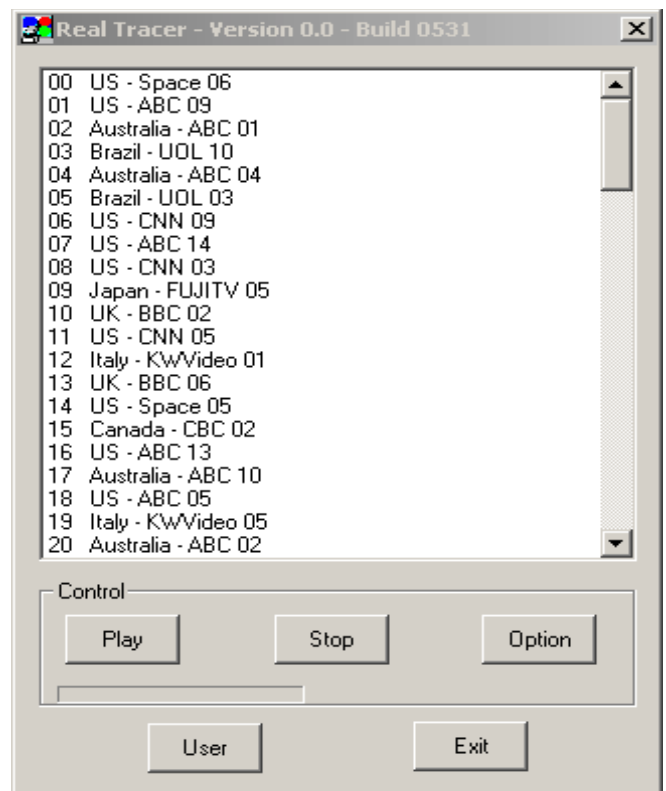 Real Tracer - Version 0.0 - Build 0531
00 US - Space 06
01 US - ABC 09
02 Australia - ABC 01
03 Brazil - UOL 10
04 Australia - ABC 04
05 Brazil - UOL 03
06 US - CNN 09
07 US - ABC 14
08 US - CNN 03
09 Japan - FUJITV 05
10 UK - BBC 02
11 US - CNN 05
12 Italy - KWVideo 01
13 UK - BBC 06
14 US - Space 05
15 Canada - CBC 02
16 US - ABC 13
17 Australia - ABC 10
18 US - ABC 05
19 Italy - KWVideo 05
20 Australia - ABC 02
Control
Play Stop Option
User Exit